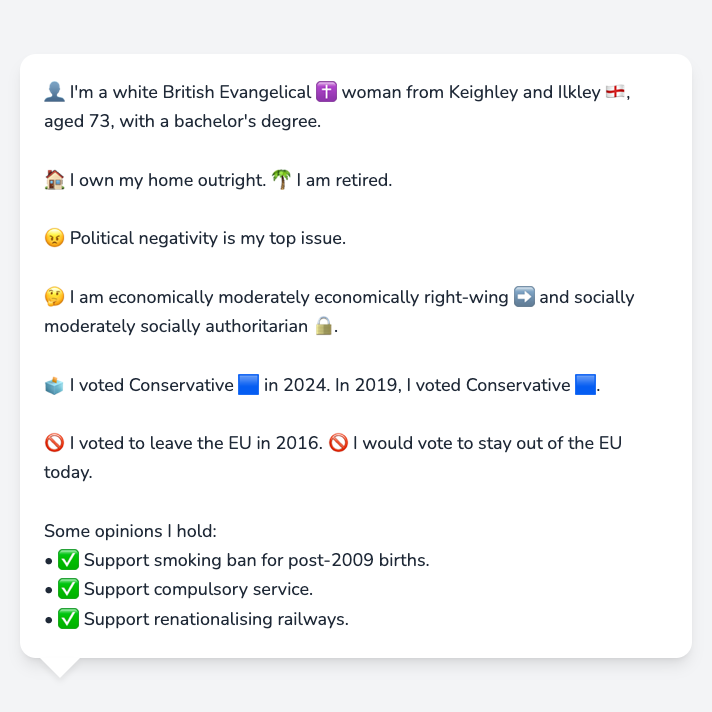 👤 I'm a white British Evangelical ✝️ woman from Keighley and Ilkley 🏴󠁧󠁢󠁥󠁮󠁧󠁿,
aged 73, with a bachelor's degree.
🏠 I own my home outright. 🌴 I am retired.
😠 Political negativity is my top issue.
🤔 I am economically moderately economically right-wing ➡️ and socially
moderately socially authoritarian 🔒.
🗳️ I voted Conservative 🟦 in 2024. In 2019, I voted Conservative 🟦.
🚫 I voted to leave the EU in 2016. 🚫 I would vote to stay out of the EU
today.
Some opinions I hold:
• ✅ Support smoking ban for post-2009 births.
• ✅ Support compulsory service.
• ✅ Support renationalising railways.